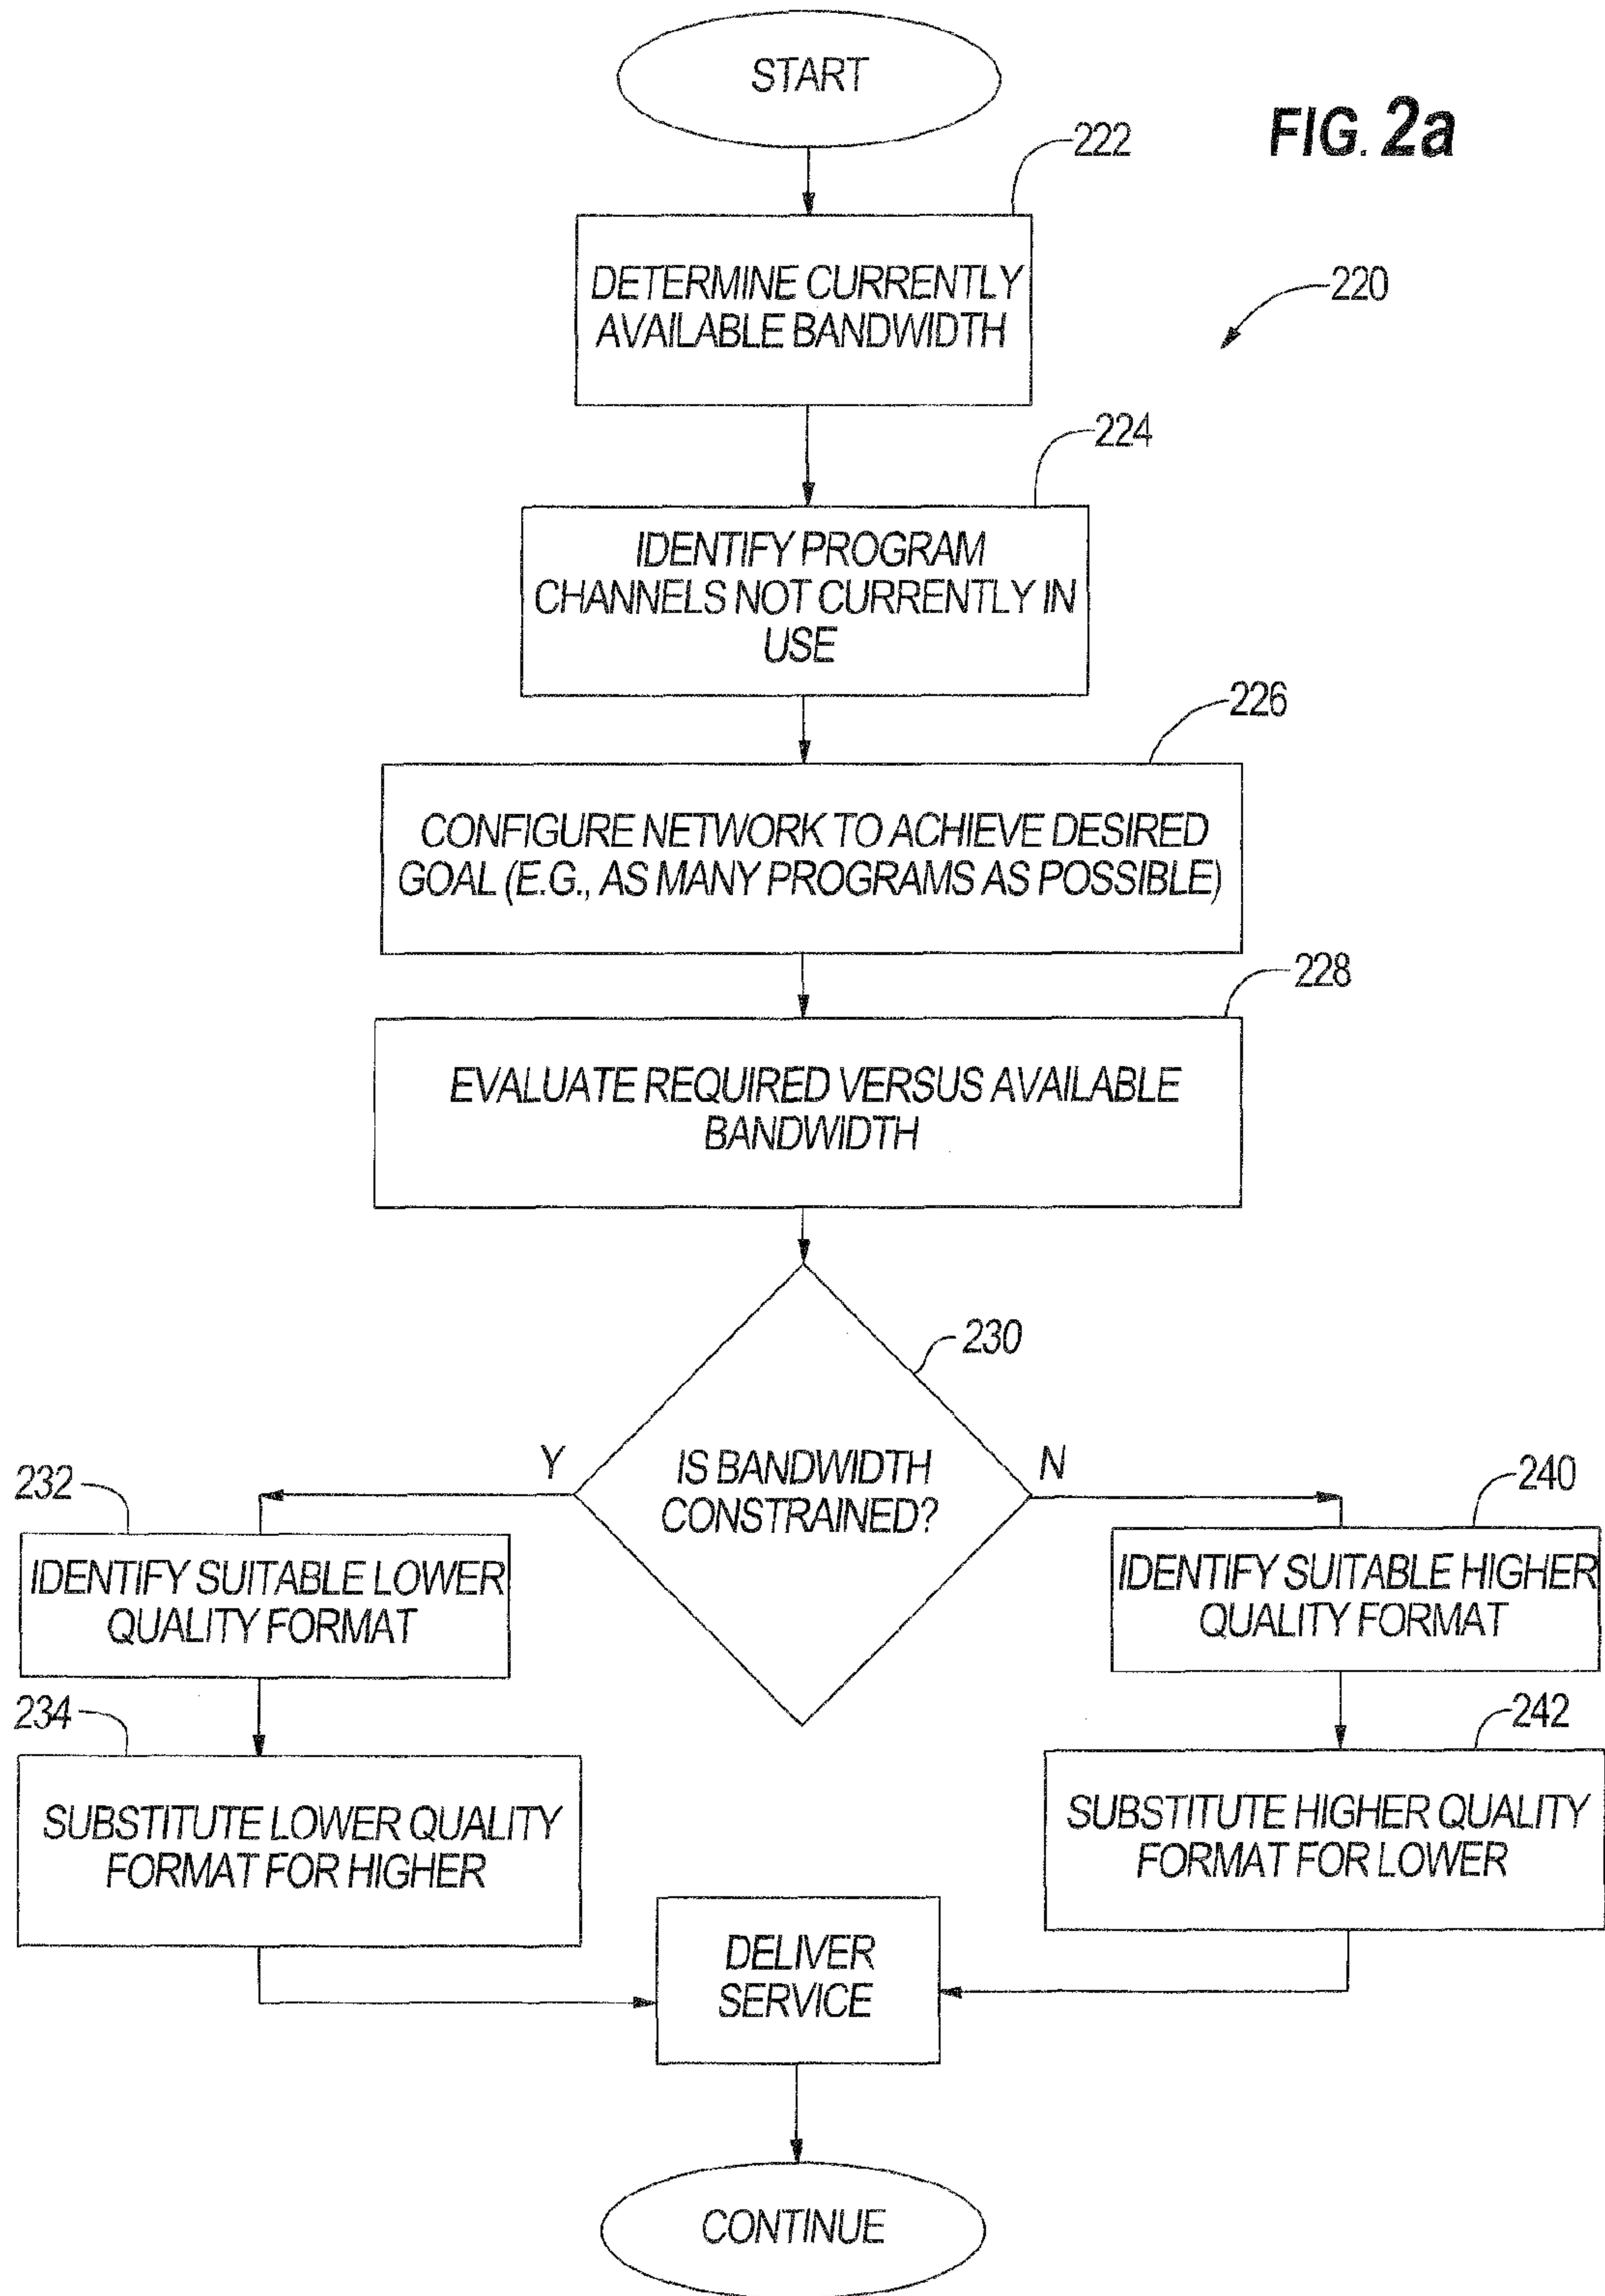 START
FIG. 2a
222
DETERMINE CURRENTLY
AVAILABLE BANDWIDTH
220
224
IDENTIFY PROGRAM
CHANNELS NOT CURRENTLY IN
USE
226
CONFIGURE NETWORK TO ACHIEVE DESIRED
GOAL (E.G., AS MANY PROGRAMS AS POSSIBLE)
228
EVALUATE REQUIRED VERSUS AVAILABLE
BANDWIDTH
230
IS BANDWIDTH
CONSTRAINED?
Y
N
232
IDENTIFY SUITABLE LOWER
QUALITY FORMAT
240
IDENTIFY SUITABLE HIGHER
QUALITY FORMAT
234
SUBSTITUTE LOWER QUALITY
FORMAT FOR HIGHER
242
SUBSTITUTE HIGHER QUALITY
FORMAT FOR LOWER
DELIVER
SERVICE
CONTINUE